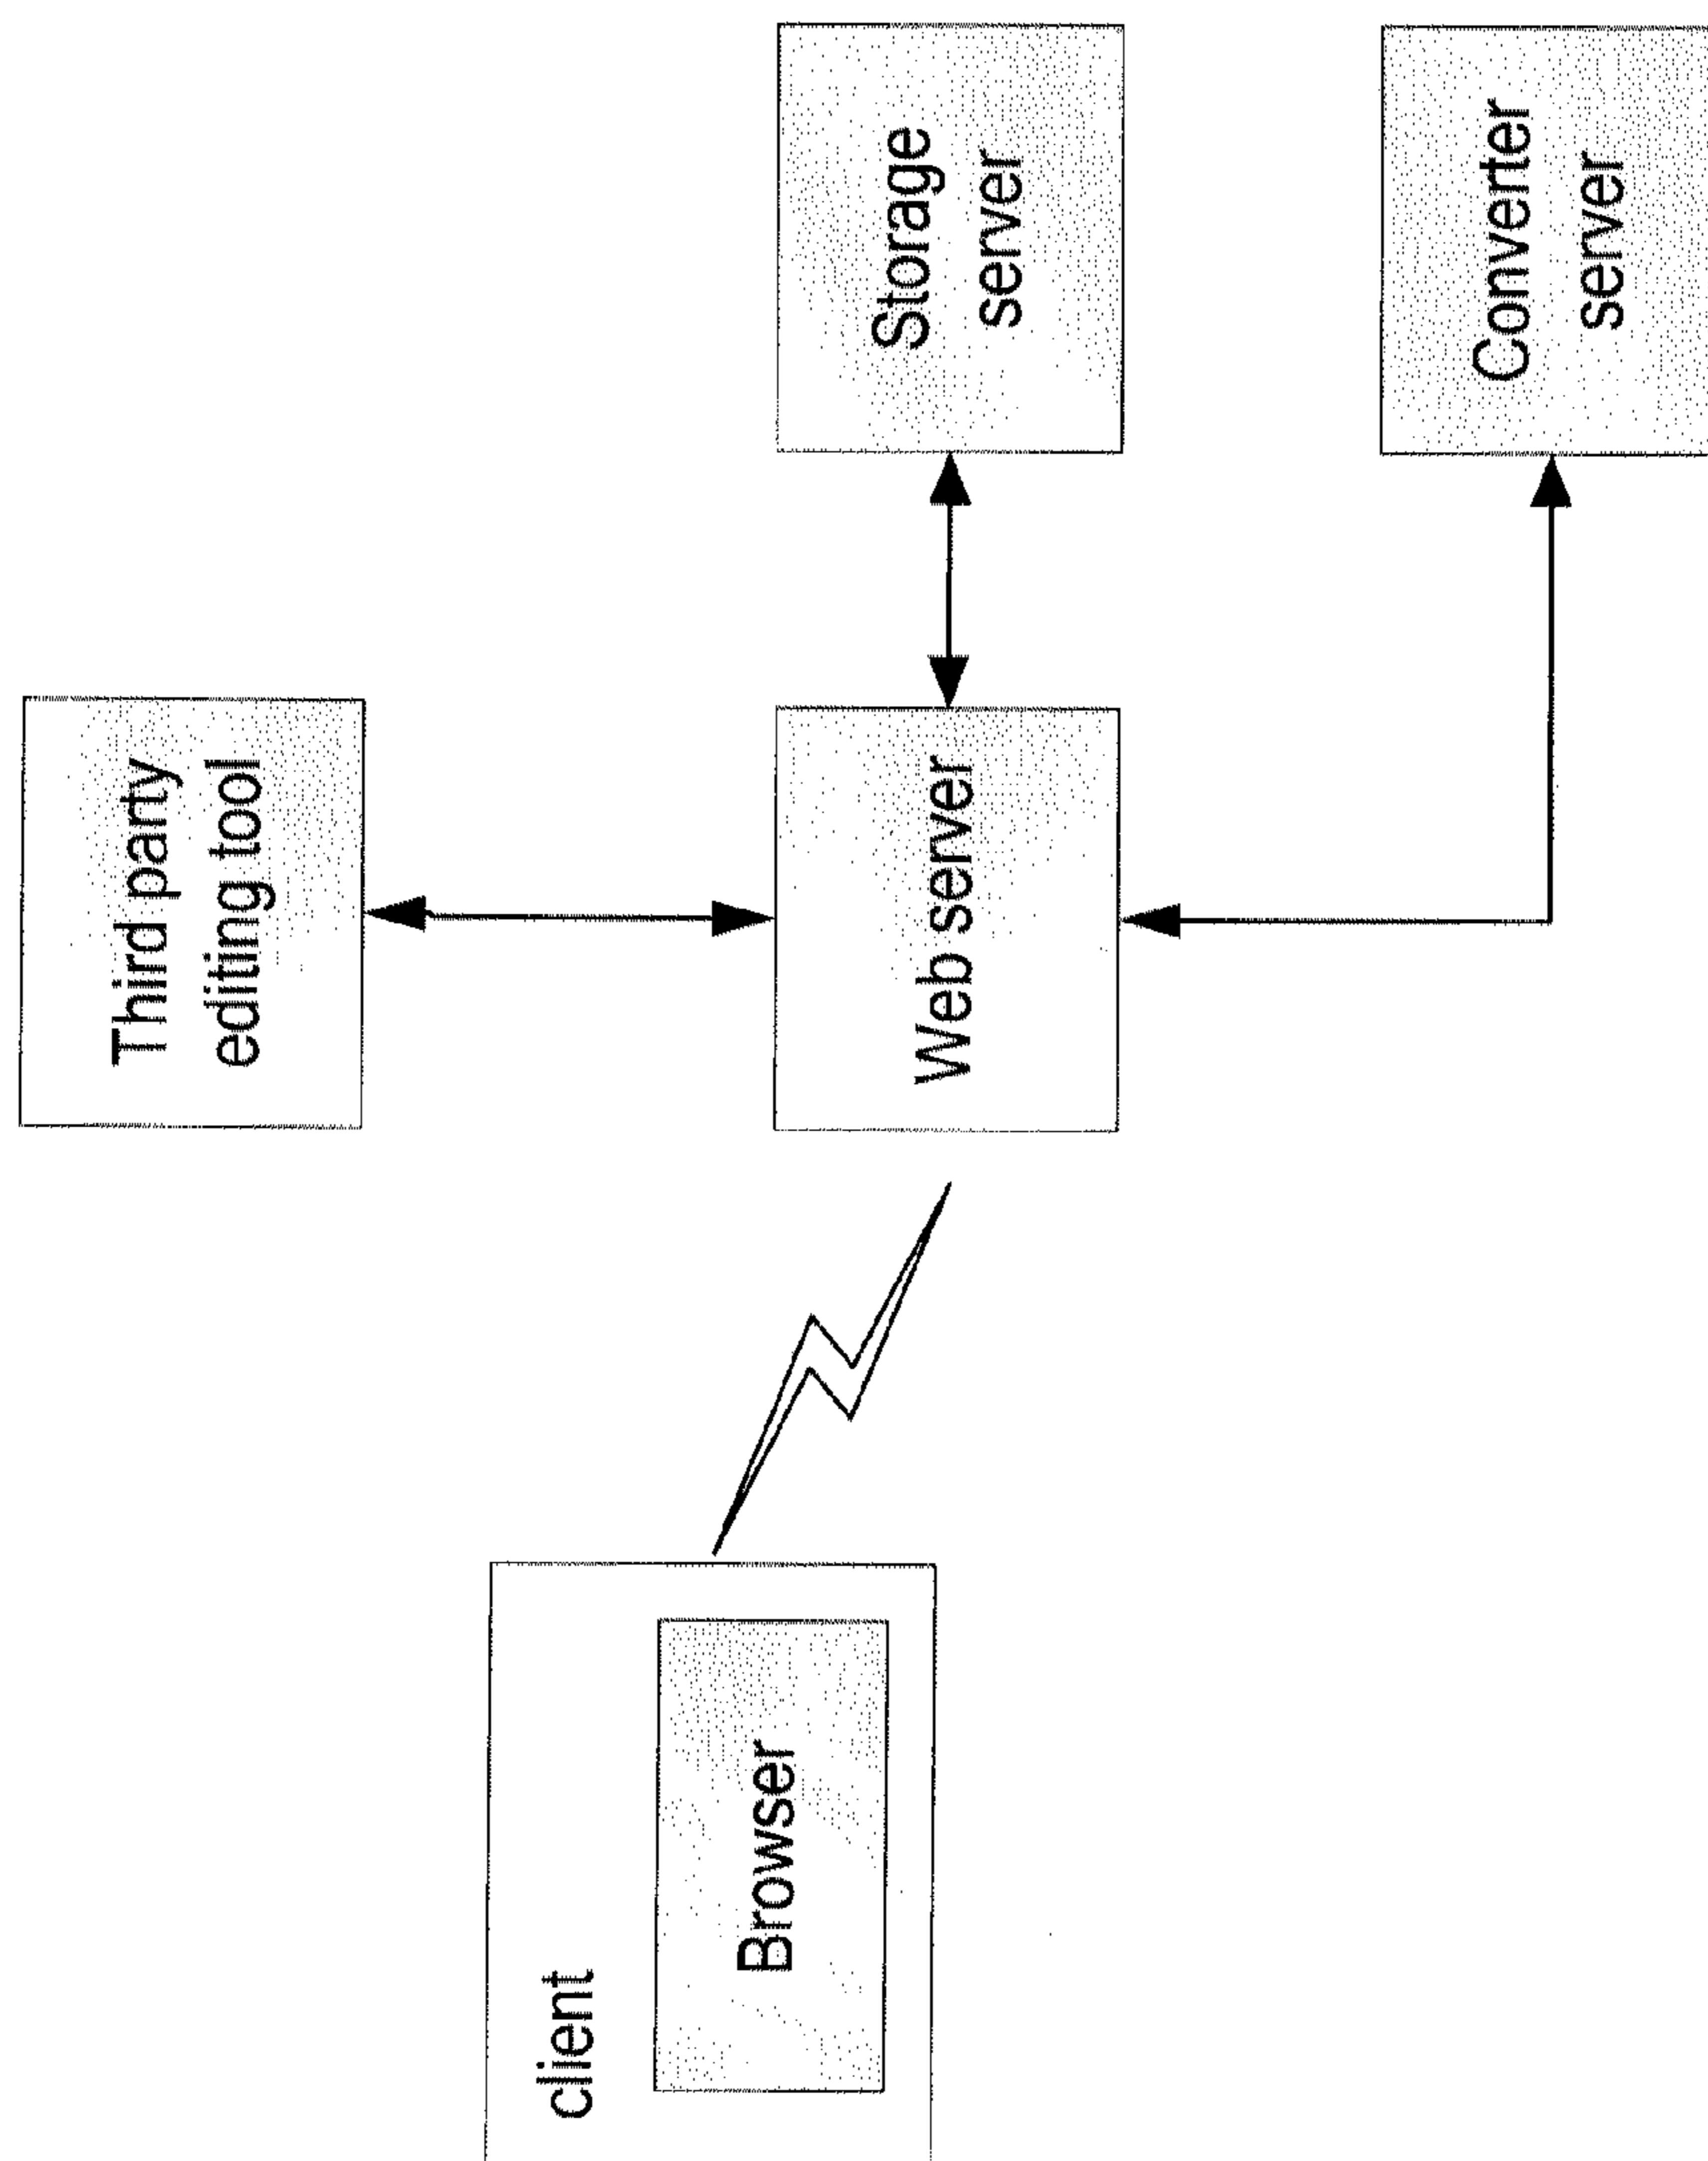 Third party
editing tool
client
Browser
Web server
Storage
server
Converter
server